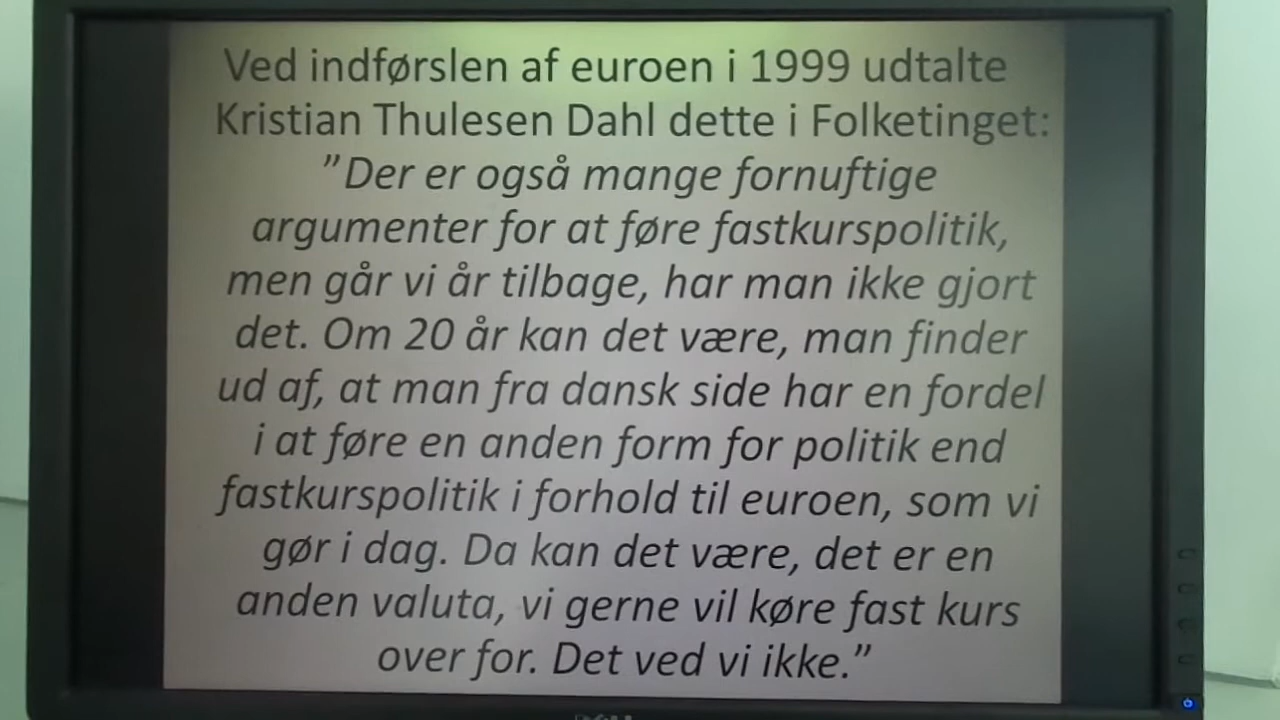 Ved indførslen af euroen i 1999 udtalte
Kristian Thulesen Dahl dette i Folketinget:
”Der er også mange fornuftige
argumenter for at føre fastkurspolitik,
men går vi år tilbage, har man ikke gjort
det. Om 20 år kan det være, man finder
ud af, at man fra dansk side har en fordel
i at føre en anden form for politik end
fastkurspolitik i forhold til euroen, som vi
gør i dag. Da kan det være, det er en
anden valuta, vi gerne vil køre fast kurs
over for. Det ved vi ikke.”